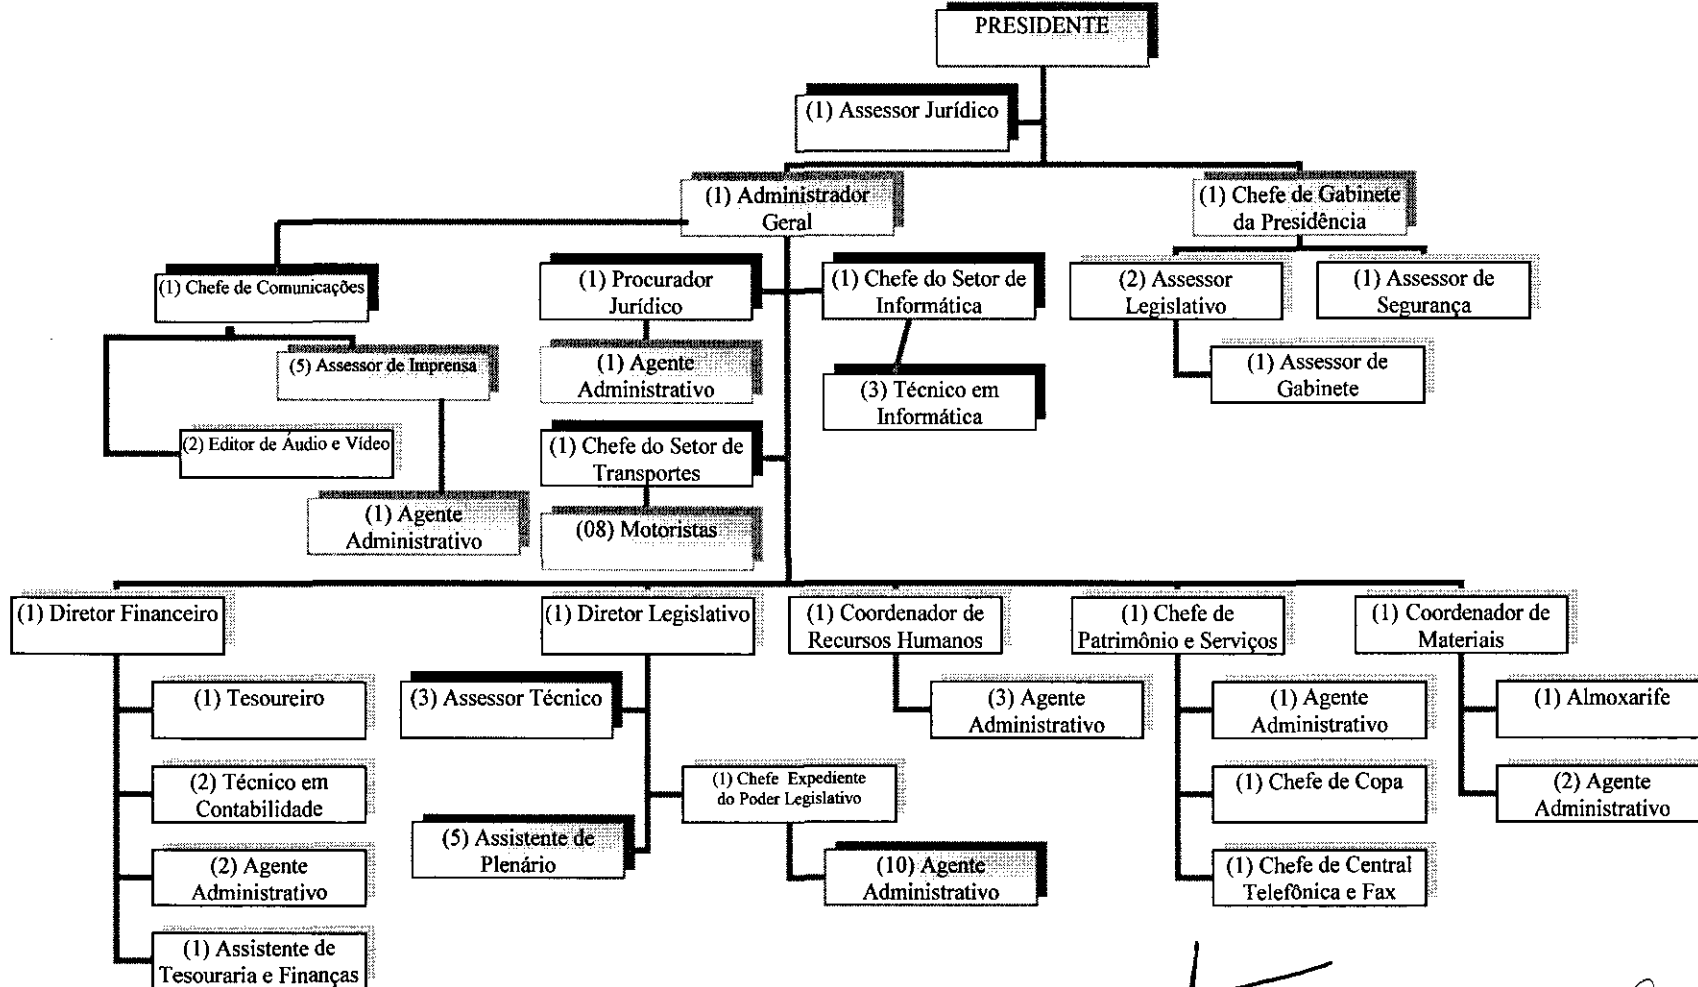 PRESIDENTE
(1) Assessor Jurídico
(1) Administrador
Geral
(1) Chefe de Gabinete
da Presidência
(1) Chefe de Comunicações
(1) Procurador
Jurídico
(1) Chefe do Setor de
Informática
(2) Assessor
Legislativo
(1) Assessor de
Segurança
(5) Assessor de Imprensa
(1) Agente
Administrativo
(3) Técnico em
Informática
(1) Assessor de
Gabinete
(2) Editor de Áudio e Vídeo
(1) Chefe do Setor de
Transportes
(1) Agente
Administrativo
(08) Motoristas
(1) Diretor Financeiro
(1) Diretor Legislativo
(1) Coordenador de
Recursos Humanos
(1) Chefe de
Patrimônio e Serviços
(1) Coordenador de
Materiais
(1) Tesoureiro
(3) Assessor Técnico
(3) Agente
Administrativo
(1) Agente
Administrativo
(1) Almoxarife
(2) Técnico em
Contabilidade
(1) Chefe Expediente
do Poder Legislativo
(1) Chefe de Copa
(2) Agente
Administrativo
(5) Assistente de
Plenário
(2) Agente
Administrativo
(10) Agente
Administrativo
(1) Chefe de Central
Telefônica e Fax
(1) Assistente de
Tesouraria e Finanças